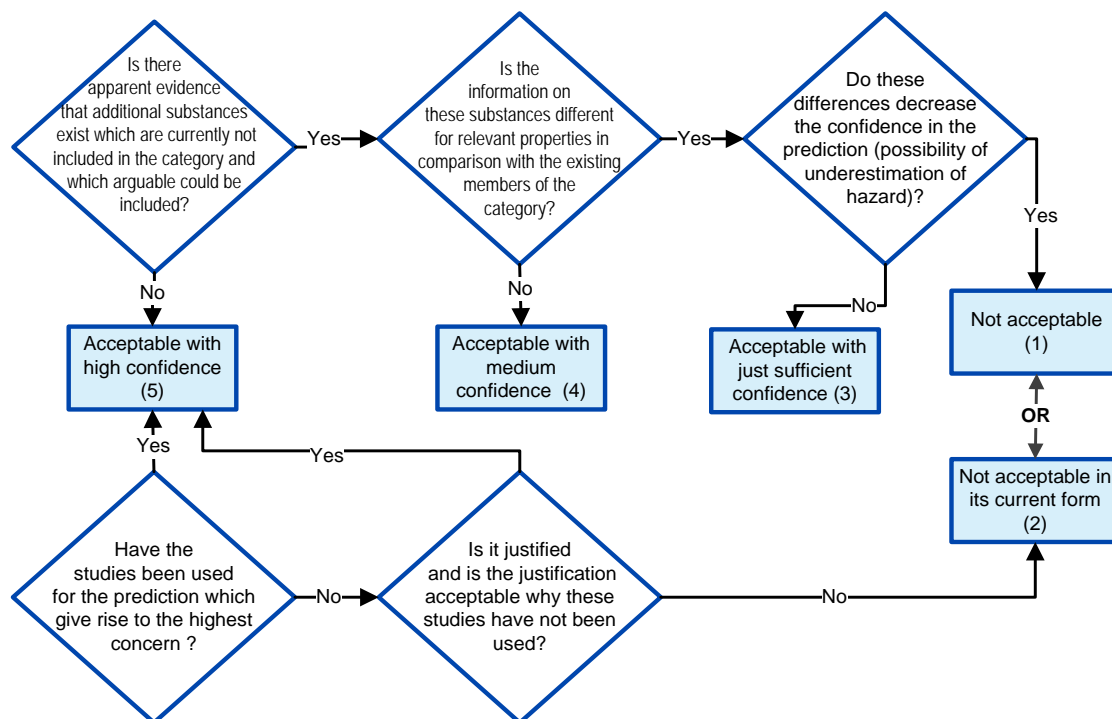 Is there
apparent evidence
that additional substances
exist which are currently not
included in the category and
which arguable could be
included?
Yes
Is the
information on
these substances different
for relevant properties in
comparison with the existing
members of the
category?
Yes
Do these
differences decrease
the confidence in the
prediction (possibility of
underestimation of
hazard)?
Yes
No
No
No
Acceptable with
high confidence
(5)
Acceptable with
medium
confidence (4)
Acceptable with
just sufficient
confidence (3)
Not acceptable
(1)
OR
Not acceptable in
its current form
(2)
Yes
Yes
Have the
studies been used
for the prediction which
give rise to the highest
concern ?
No
Is it justified
and is the justification
acceptable why these
studies have not been
used?
No